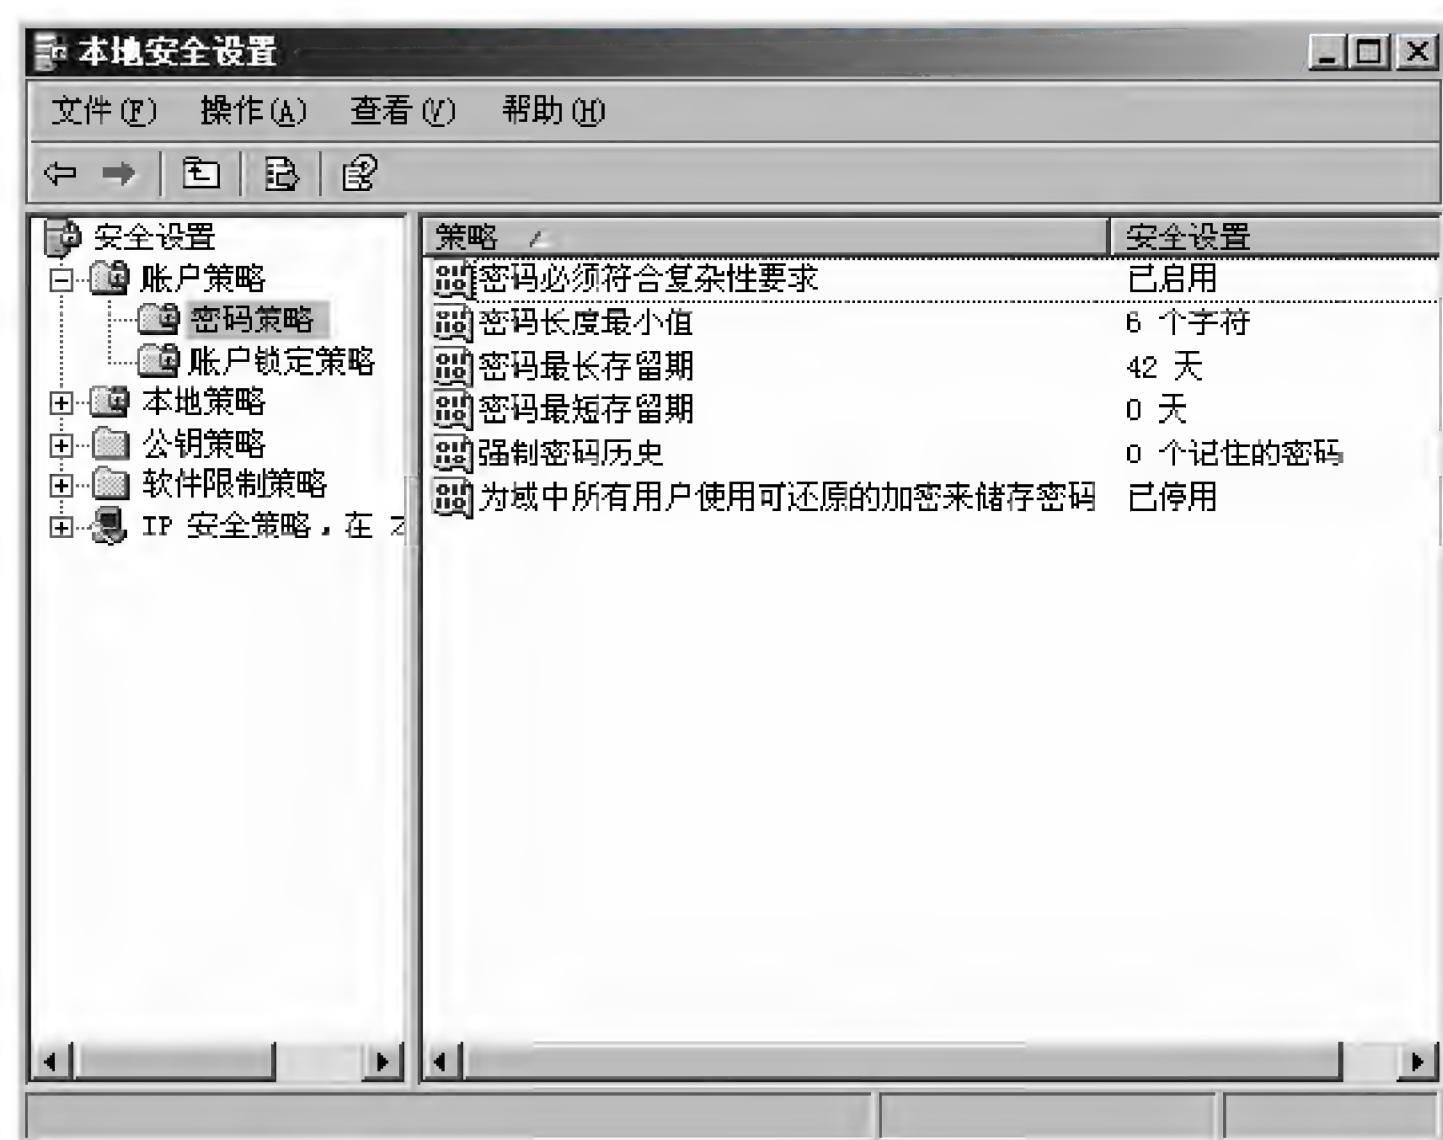 本地安全设置
文件(F) 操作(A) 查看(V) 帮助(H)
安全设置
账户策略
密码策略
账户锁定策略
本地策略
公钥策略
软件限制策略
IP 安全策略，在
策略 安全设置
密码必须符合复杂性要求 已启用
密码长度最小值 6 个字符
密码最长存留期 42 天
密码最短存留期 0 天
强制密码历史 0 个记住的密码
为域中所有用户使用可还原的加密来储存密码 已停用